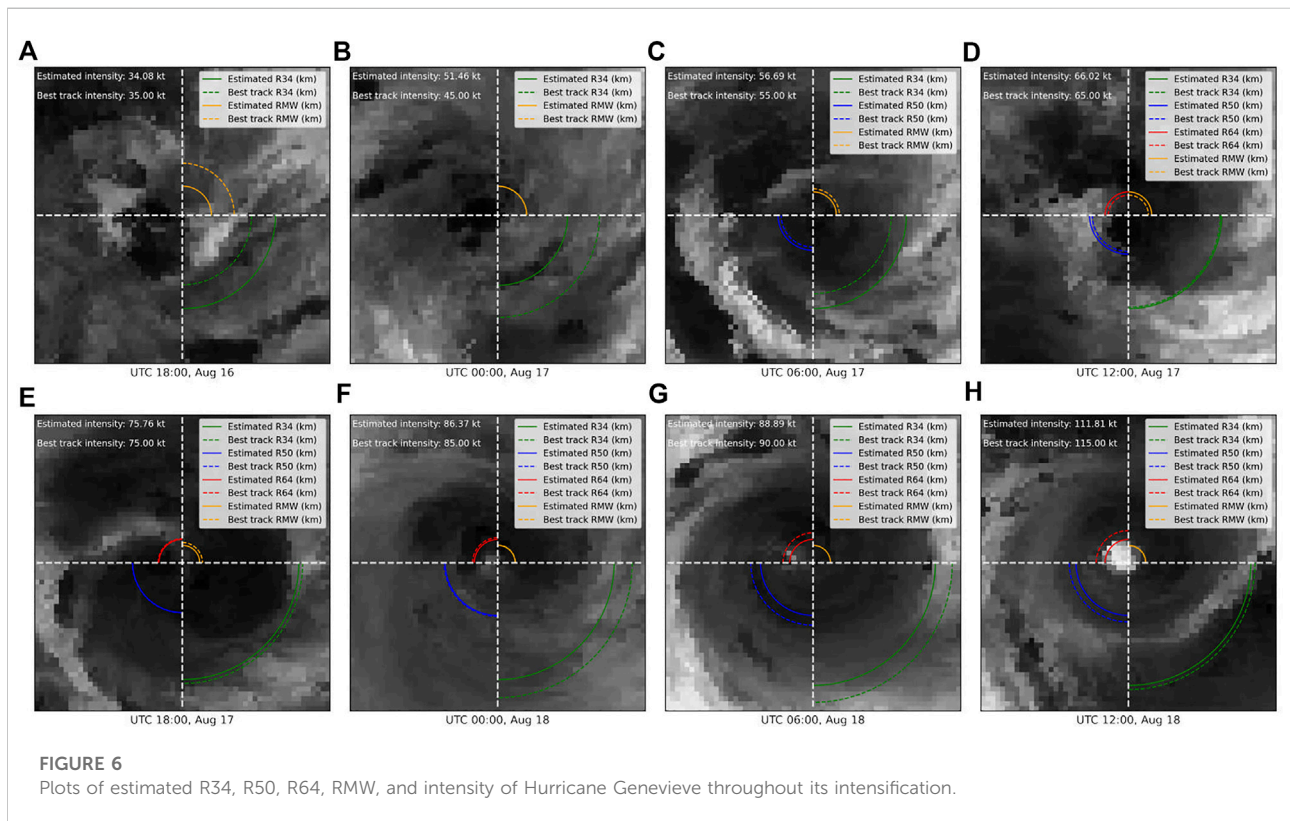 A
Estimated intensity: 34.08 kt
Best track intensity: 35.00 kt
Estimated R34 (km)
Best track R34 (km)
Estimated RMW (km)
Best track RMW (km)
UTC 18:00, Aug 16
B
Estimated intensity: 51.46 kt
Best track intensity: 45.00 kt
Estimated R34 (km)
Best track R34 (km)
Estimated RMW (km)
Best track RMW (km)
UTC 00:00, Aug 17
C
Estimated intensity: 56.69 kt
Best track intensity: 55.00 kt
Estimated R34 (km)
Best track R34 (km)
Estimated R50 (km)
Best track R50 (km)
Estimated RMW (km)
Best track RMW (km)
UTC 06:00, Aug 17
D
Estimated intensity: 66.02 kt
Best track intensity: 65.00 kt
Estimated R34 (km)
Best track R34 (km)
Estimated R50 (km)
Best track R50 (km)
Estimated R64 (km)
Best track R64 (km)
Estimated RMW (km)
Best track RMW (km)
UTC 12:00, Aug 17
E
Estimated intensity: 75.76 kt
Best track intensity: 75.00 kt
Estimated R34 (km)
Best track R34 (km)
Estimated R50 (km)
Best track R50 (km)
Estimated R64 (km)
Best track R64 (km)
Estimated RMW (km)
Best track RMW (km)
UTC 18:00, Aug 17
F
Estimated intensity: 86.37 kt
Best track intensity: 85.00 kt
Estimated R34 (km)
Best track R34 (km)
Estimated R50 (km)
Best track R50 (km)
Estimated R64 (km)
Best track R64 (km)
Estimated RMW (km)
Best track RMW (km)
UTC 00:00, Aug 18
G
Estimated intensity: 88.89 kt
Best track intensity: 90.00 kt
Estimated R34 (km)
Best track R34 (km)
Estimated R50 (km)
Best track R50 (km)
Estimated R64 (km)
Best track R64 (km)
Estimated RMW (km)
Best track RMW (km)
UTC 06:00, Aug 18
H
Estimated intensity: 111.81 kt
Best track intensity: 115.00 kt
Estimated R34 (km)
Best track R34 (km)
Estimated R50 (km)
Best track R50 (km)
Estimated R64 (km)
Best track R64 (km)
Estimated RMW (km)
Best track RMW (km)
UTC 12:00, Aug 18
FIGURE 6
Plots of estimated R34, R50, R64, RMW, and intensity of Hurricane Genevieve throughout its intensification.